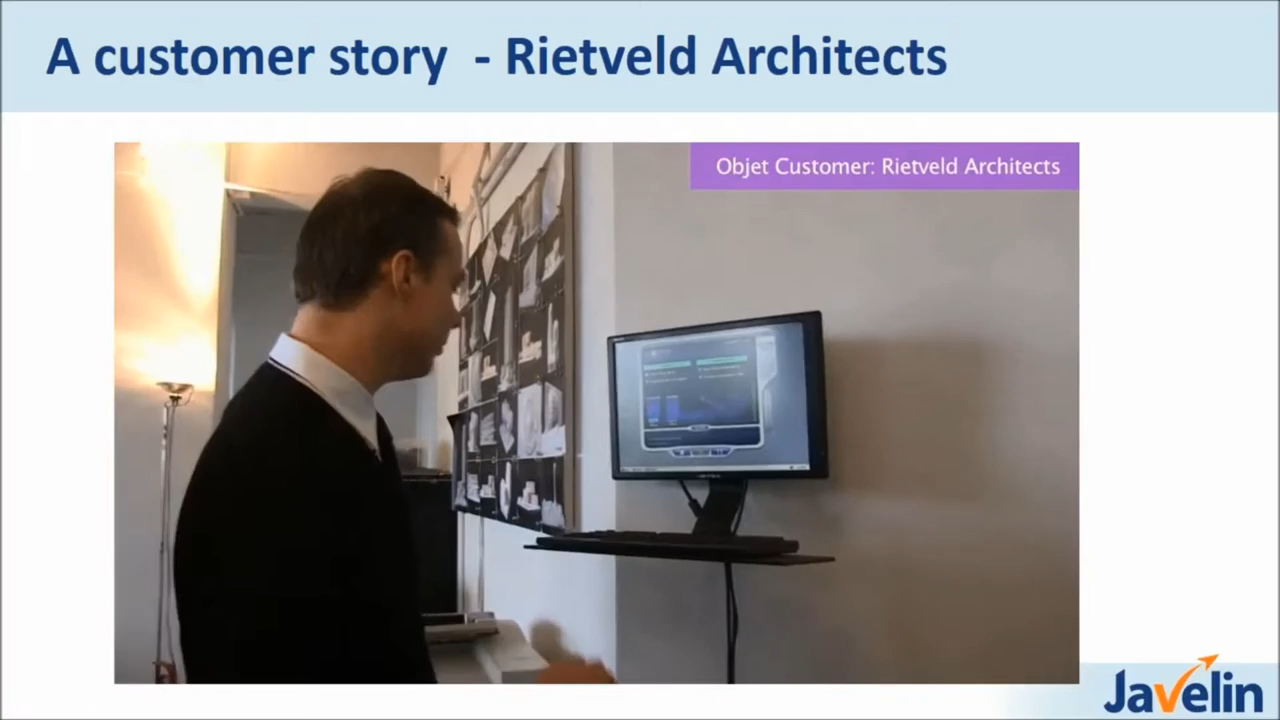 A customer story - Rietveld Architects
Objet Customer: Rietveld Architects
Javelin